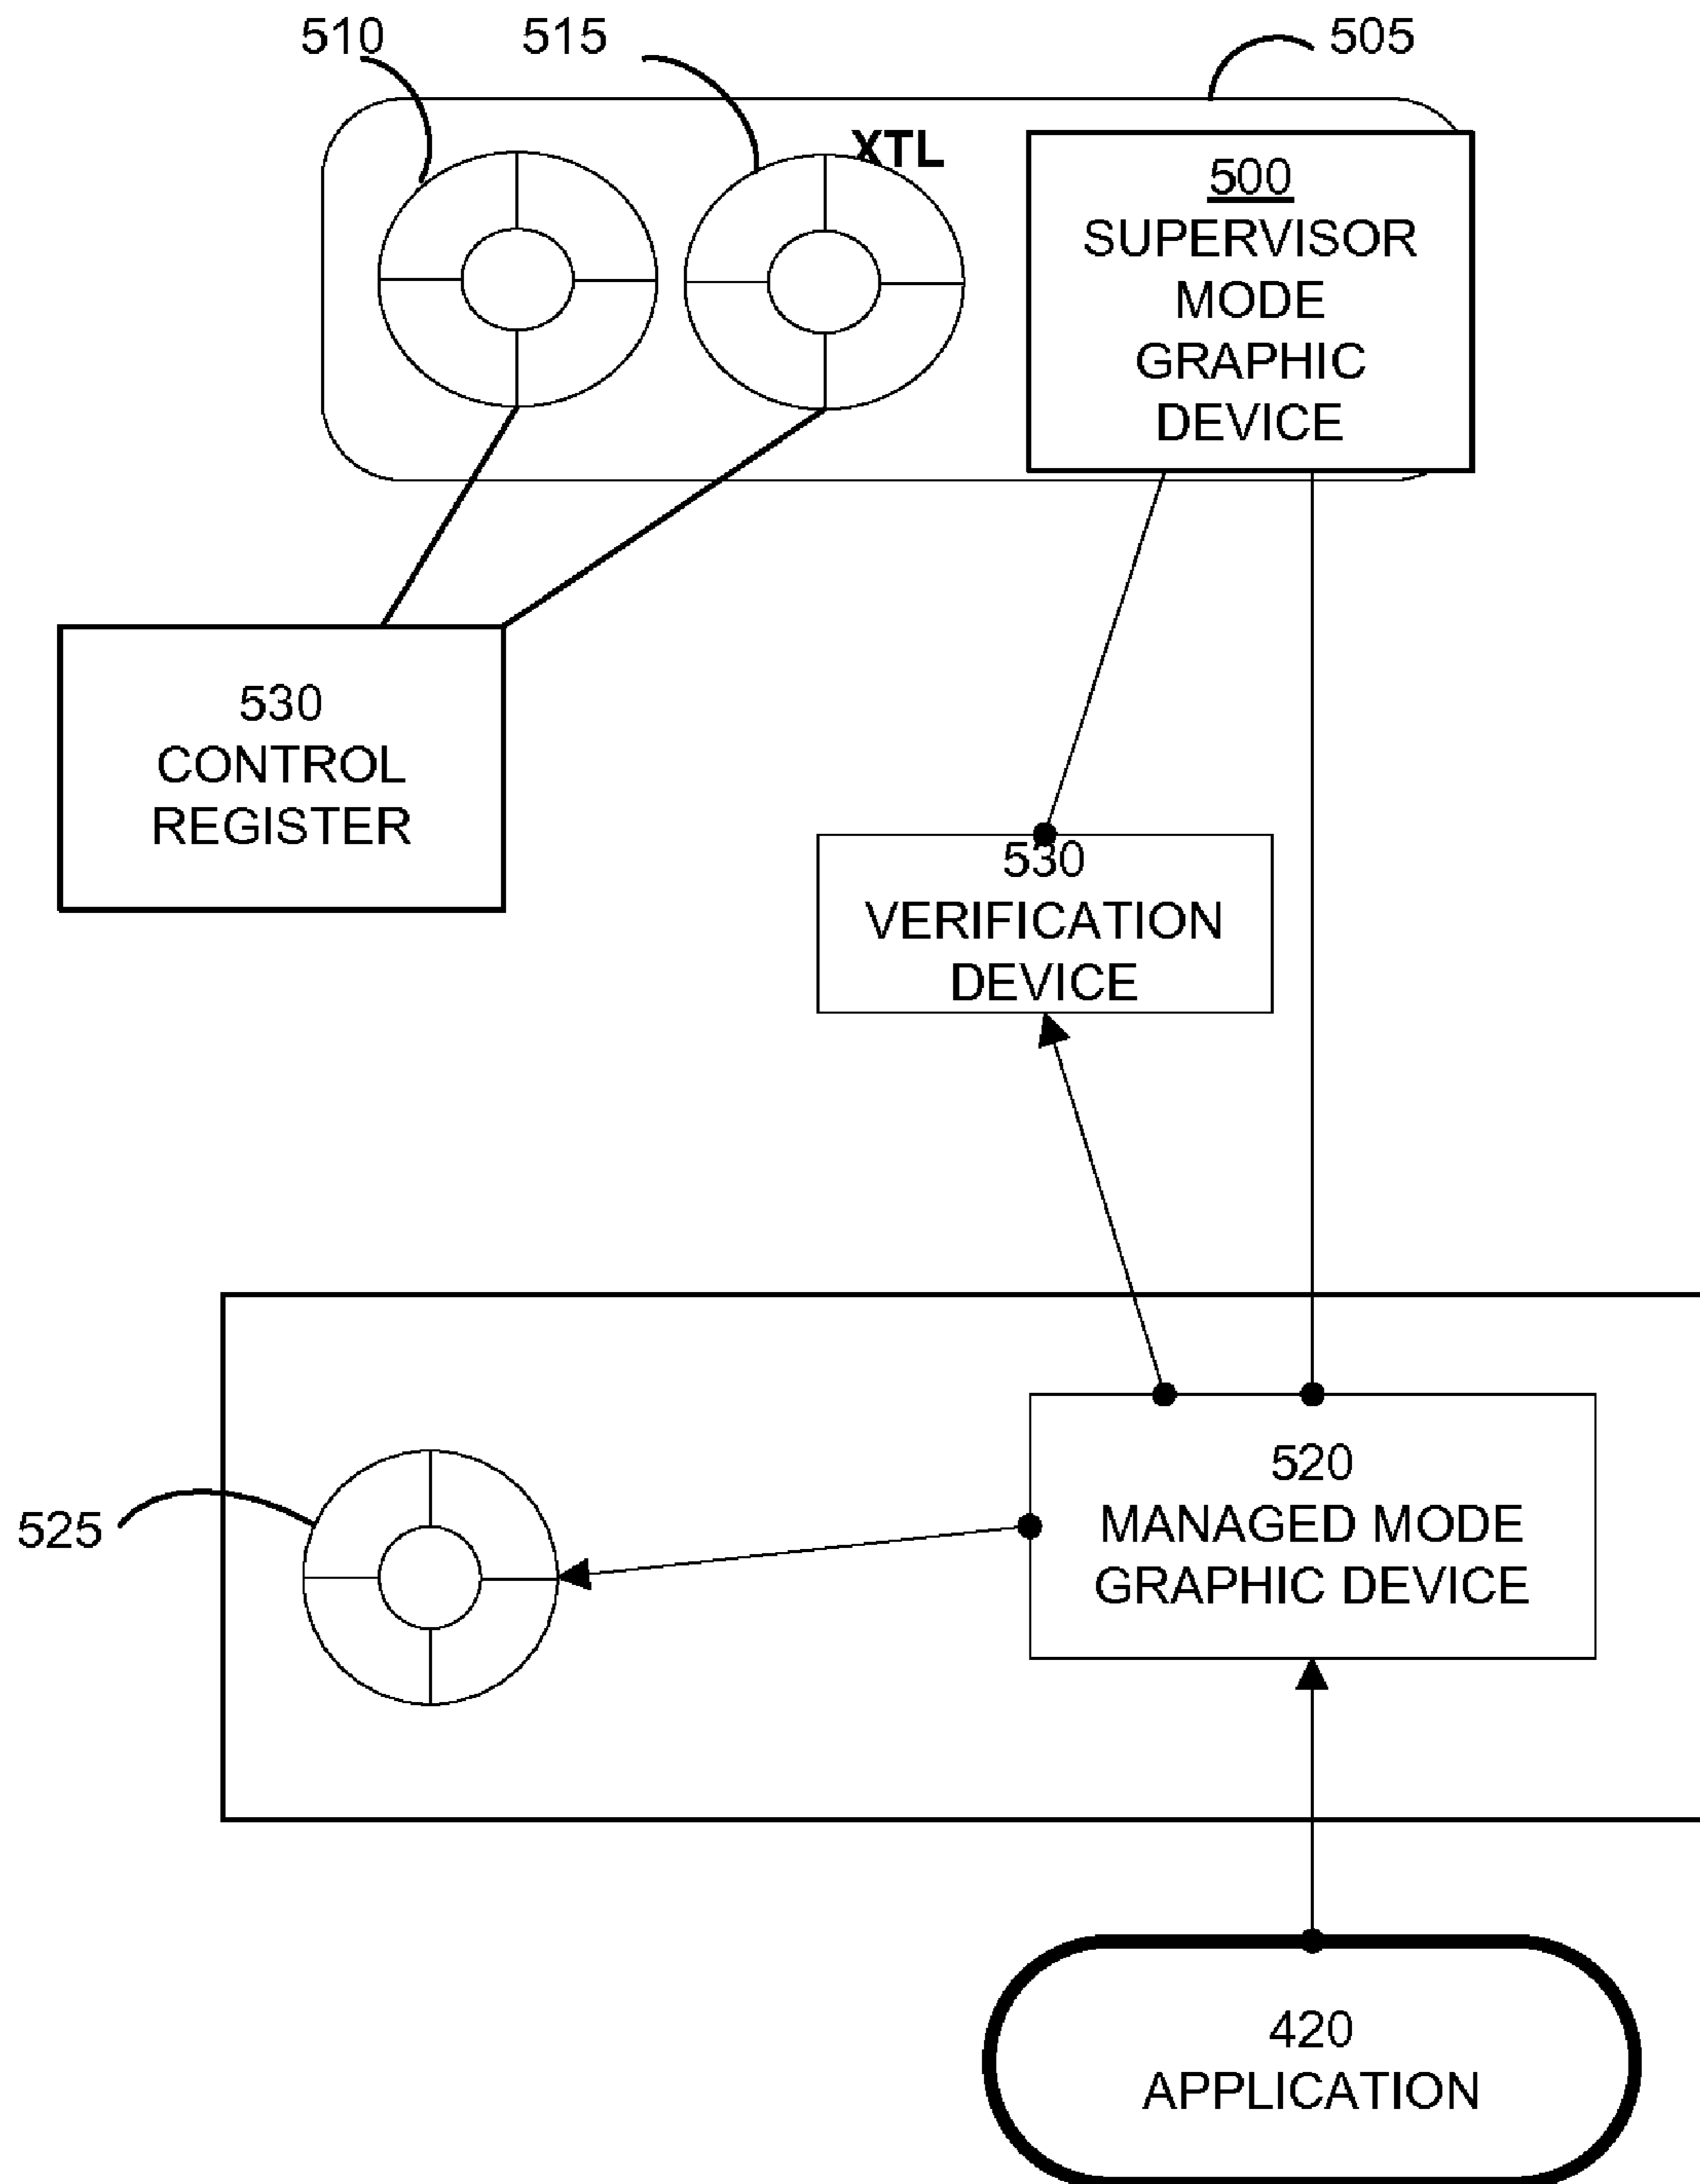 510
515
505
XTL
500
SUPERVISOR
MODE
GRAPHIC
DEVICE
530
CONTROL
REGISTER
530
VERIFICATION
DEVICE
520
MANAGED MODE
GRAPHIC DEVICE
525
420
APPLICATION